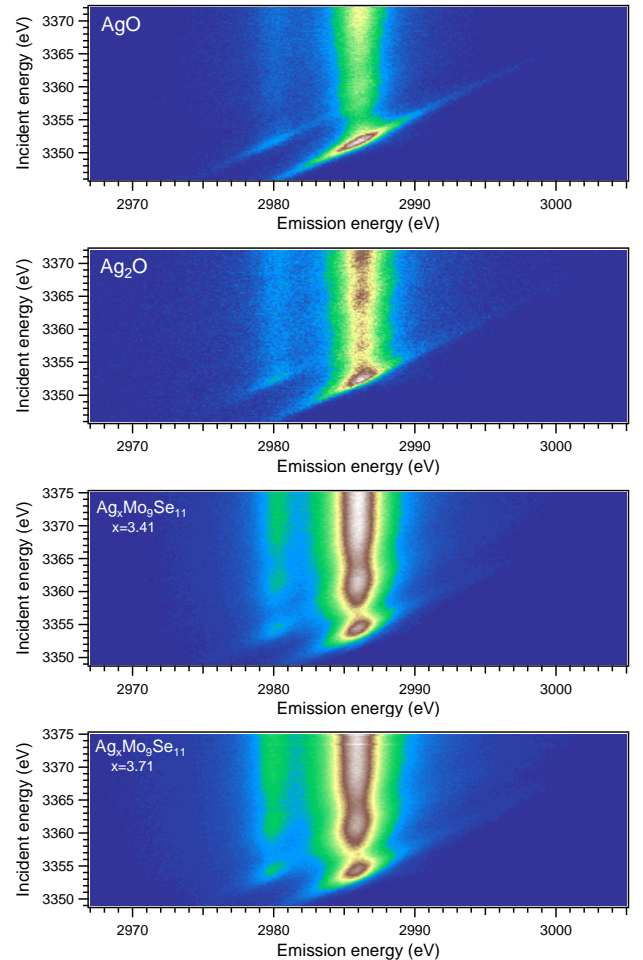 AgO
Incident energy (eV)
3370
3360
3350
2970 2980 2990 3000
Emission energy (eV)
Ag₂O
Incident energy (eV)
3370
3365
3360
3355
3350
2970 2980 2990 3000
Emission energy (eV)
AgₓMo₉Se₁₁
x=3.41
Incident energy (eV)
3375
3370
3365
3360
3355
3350
2970 2980 2990 3000
Emission energy (eV)
AgₓMo₉Se₁₁
x=3.71
Incident energy (eV)
3375
3370
3365
3360
3355
3350
2970 2980 2990 3000
Emission energy (eV)